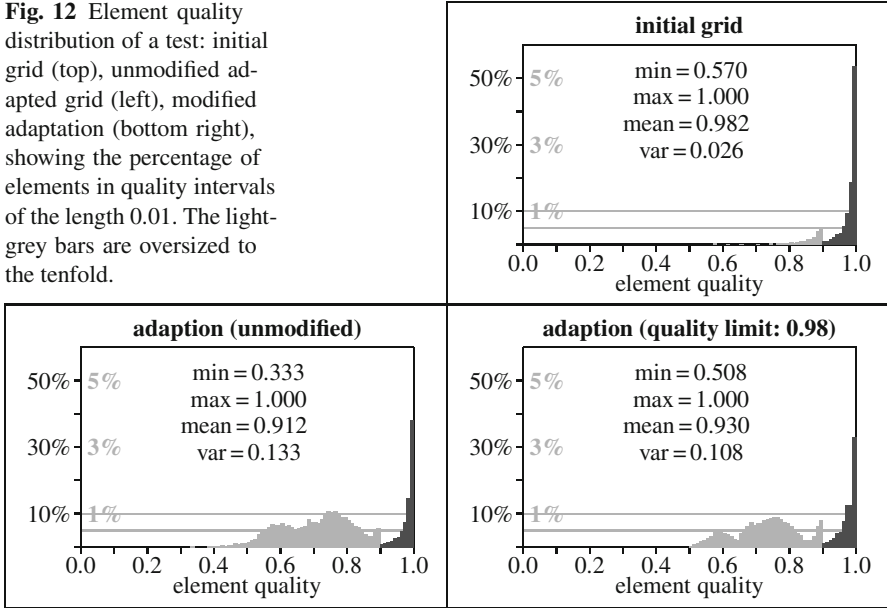 Fig. 12 Element quality
distribution of a test: initial
grid (top), unmodified ad-
apted grid (left), modified
adaptation (bottom right),
showing the percentage of
elements in quality intervals
of the length 0.01. The light-
grey bars are oversized to
the tenfold.
initial grid
50% 5%
30% 3%
10% 1%
min = 0.570
max = 1.000
mean = 0.982
var = 0.026
0.0 0.2 0.4 0.6 0.8 1.0
element quality
adaption (unmodified)
50% 5%
30% 3%
10% 1%
min = 0.333
max = 1.000
mean = 0.912
var = 0.133
0.0 0.2 0.4 0.6 0.8 1.0
element quality
adaption (quality limit: 0.98)
50% 5%
30% 3%
10% 1%
min = 0.508
max = 1.000
mean = 0.930
var = 0.108
0.0 0.2 0.4 0.6 0.8 1.0
element quality